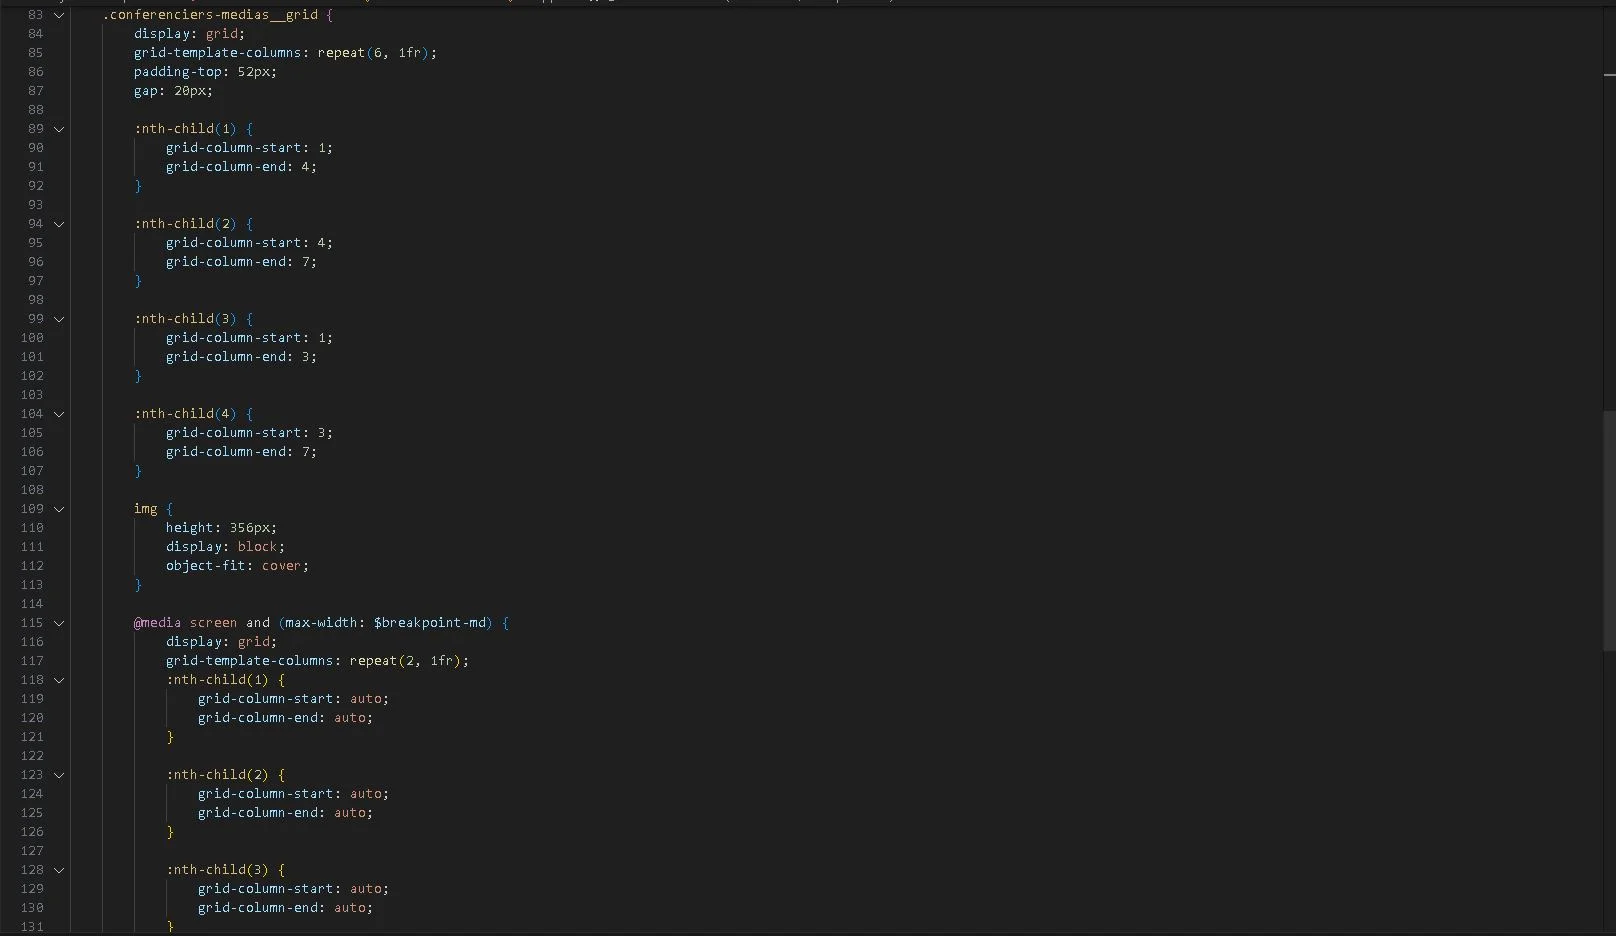 83 .conferenciers-medias__grid {
84 display: grid;
85 grid-template-columns: repeat(6, 1fr);
86 padding-top: 52px;
87 gap: 20px;
88
89 :nth-child(1) {
90 grid-column-start: 1;
91 grid-column-end: 4;
92 }
93
94 :nth-child(2) {
95 grid-column-start: 4;
96 grid-column-end: 7;
97 }
98
99 :nth-child(3) {
100 grid-column-start: 1;
101 grid-column-end: 3;
102 }
103
104 :nth-child(4) {
105 grid-column-start: 3;
106 grid-column-end: 7;
107 }
108
109 img {
110 height: 356px;
111 display: block;
112 object-fit: cover;
113 }
114
115 @media screen and (max-width: $breakpoint-md) {
116 display: grid;
117 grid-template-columns: repeat(2, 1fr);
118 :nth-child(1) {
119 grid-column-start: auto;
120 grid-column-end: auto;
121 }
122
123 :nth-child(2) {
124 grid-column-start: auto;
125 grid-column-end: auto;
126 }
127
128 :nth-child(3) {
129 grid-column-start: auto;
130 grid-column-end: auto;
131 }